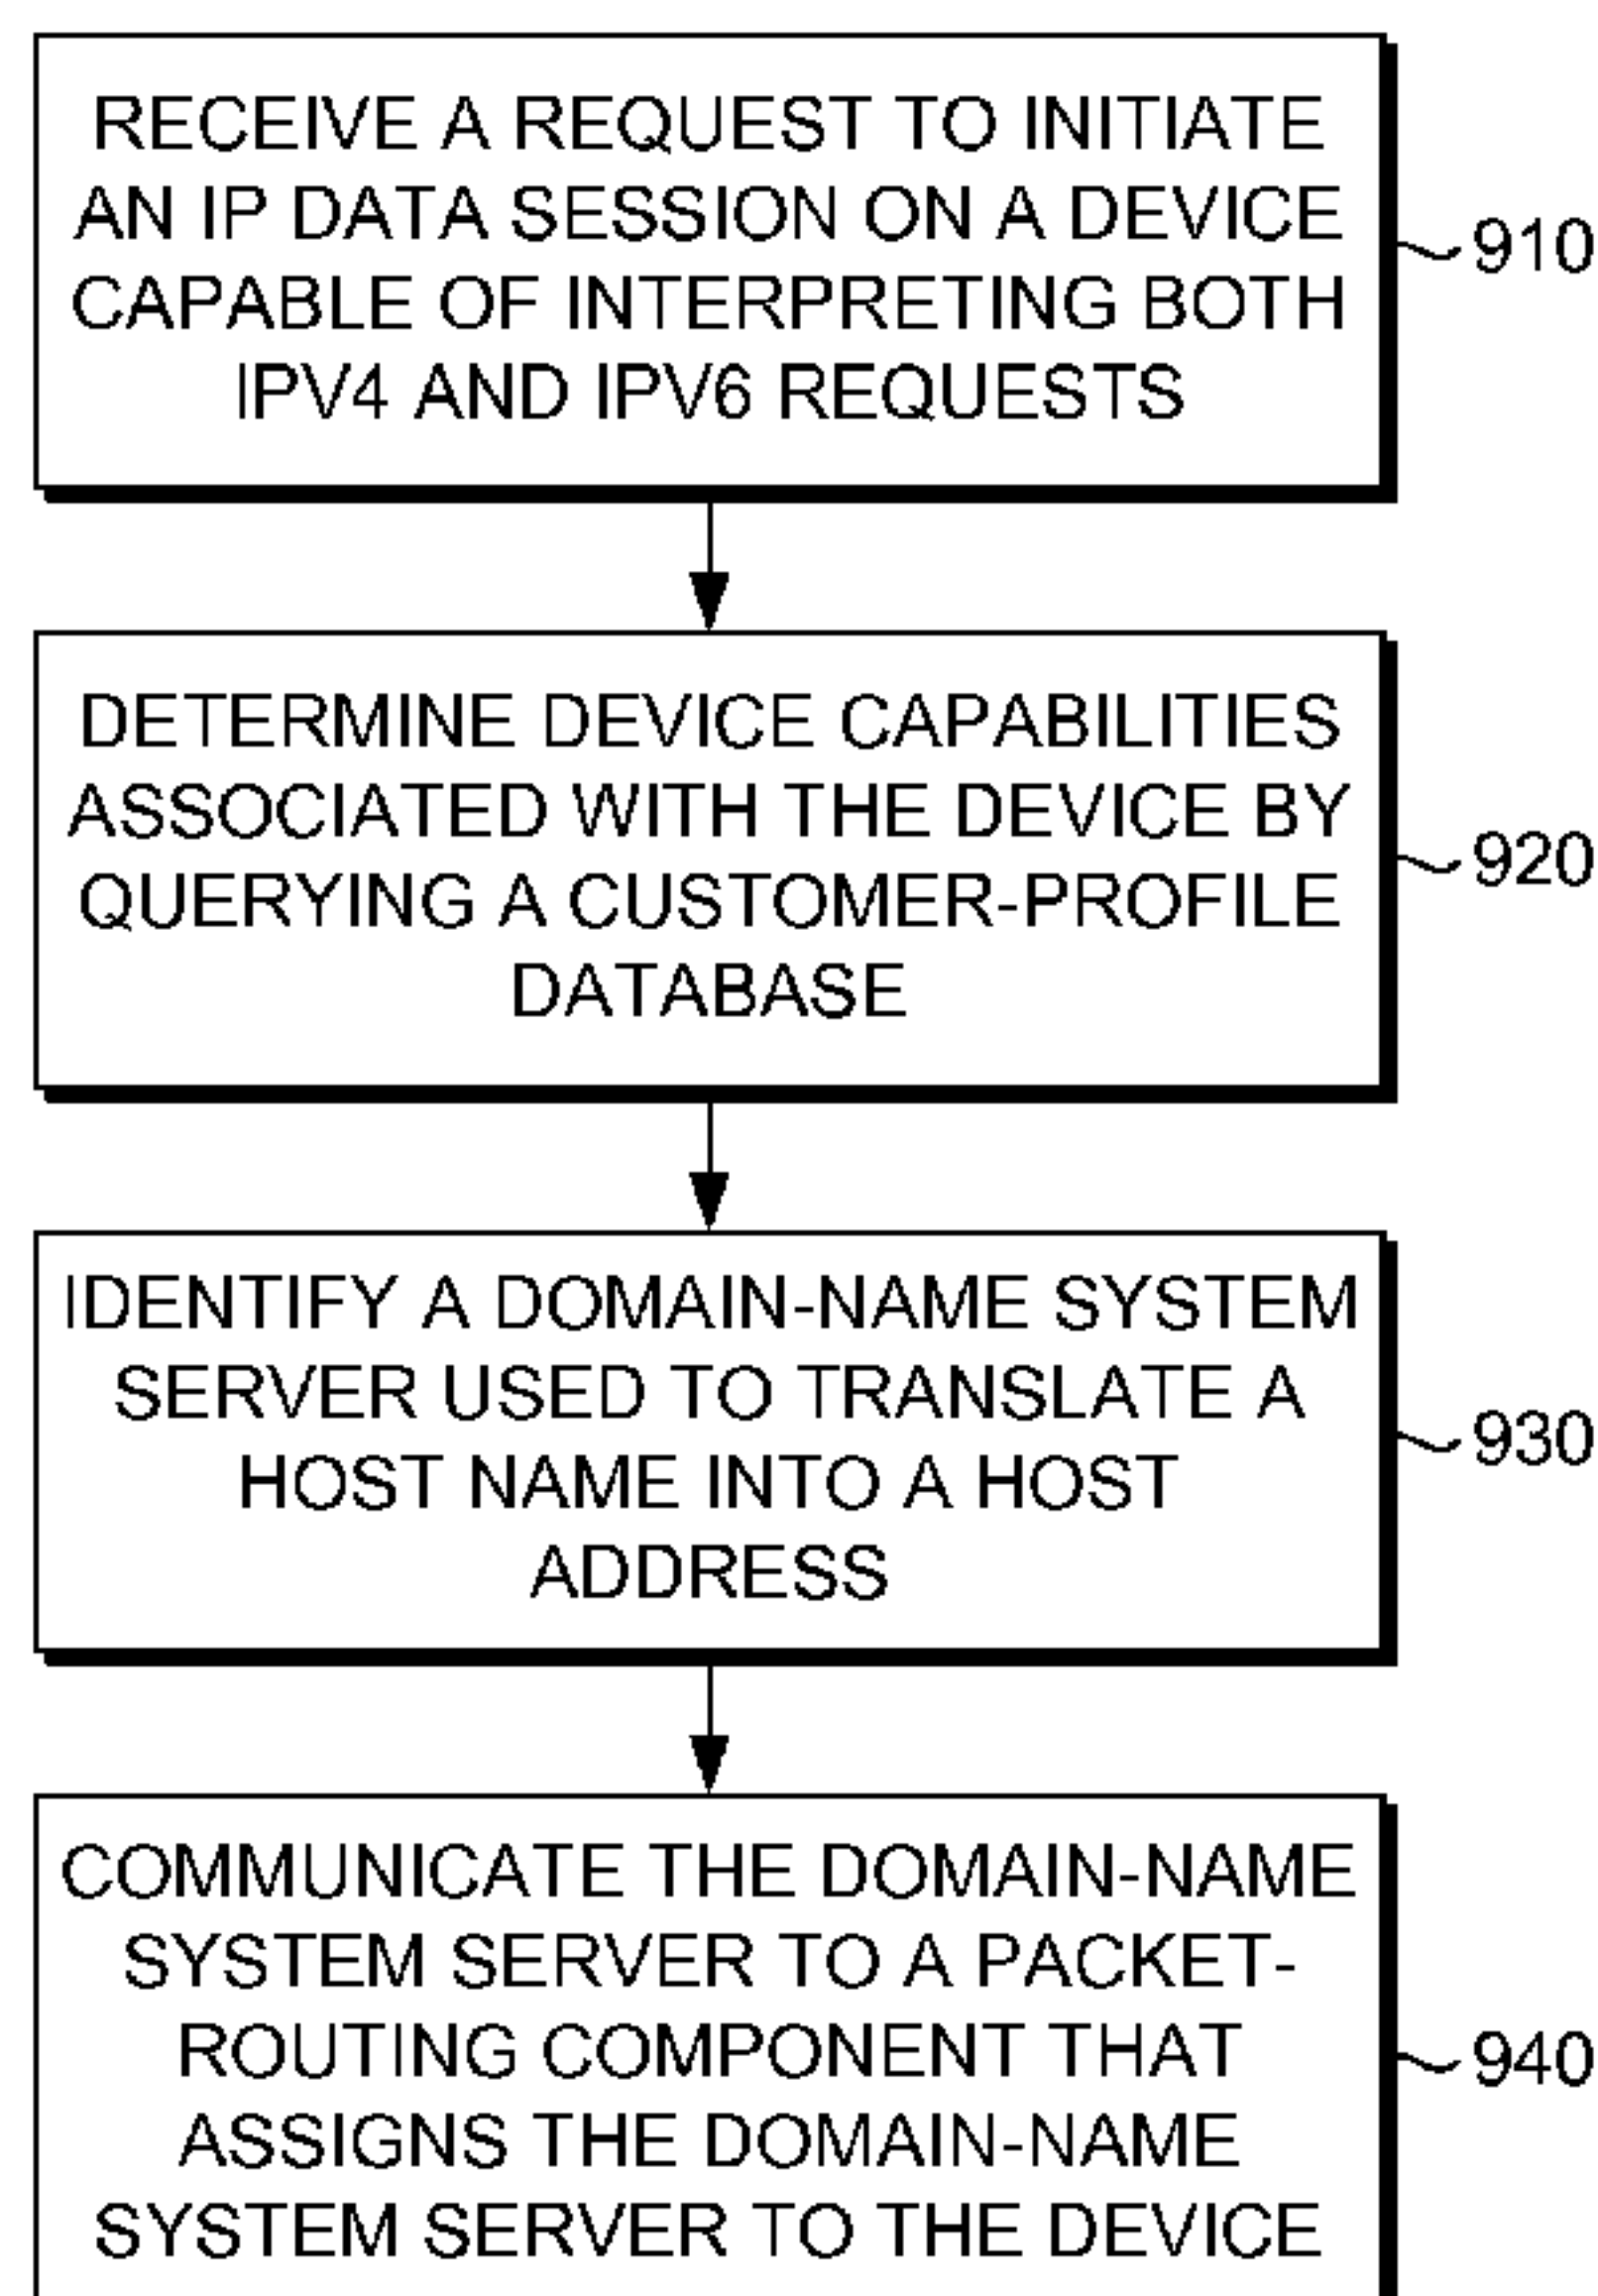 RECEIVE A REQUEST TO INITIATE
AN IP DATA SESSION ON A DEVICE
CAPABLE OF INTERPRETING BOTH
IPV4 AND IPV6 REQUESTS
910
DETERMINE DEVICE CAPABILITIES
ASSOCIATED WITH THE DEVICE BY
QUERYING A CUSTOMER-PROFILE
DATABASE
920
IDENTIFY A DOMAIN-NAME SYSTEM
SERVER USED TO TRANSLATE A
HOST NAME INTO A HOST
ADDRESS
930
COMMUNICATE THE DOMAIN-NAME
SYSTEM SERVER TO A PACKET-
ROUTING COMPONENT THAT
ASSIGNS THE DOMAIN-NAME
SYSTEM SERVER TO THE DEVICE
940